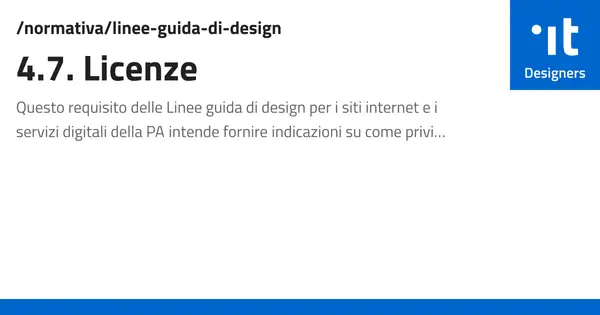 /normativa/linee-guida-di-design
4.7. Licenze
Questo requisito delle Linee guida di design per i siti internet e i
servizi digitali della PA intende fornire indicazioni su come privi…
it
Designers